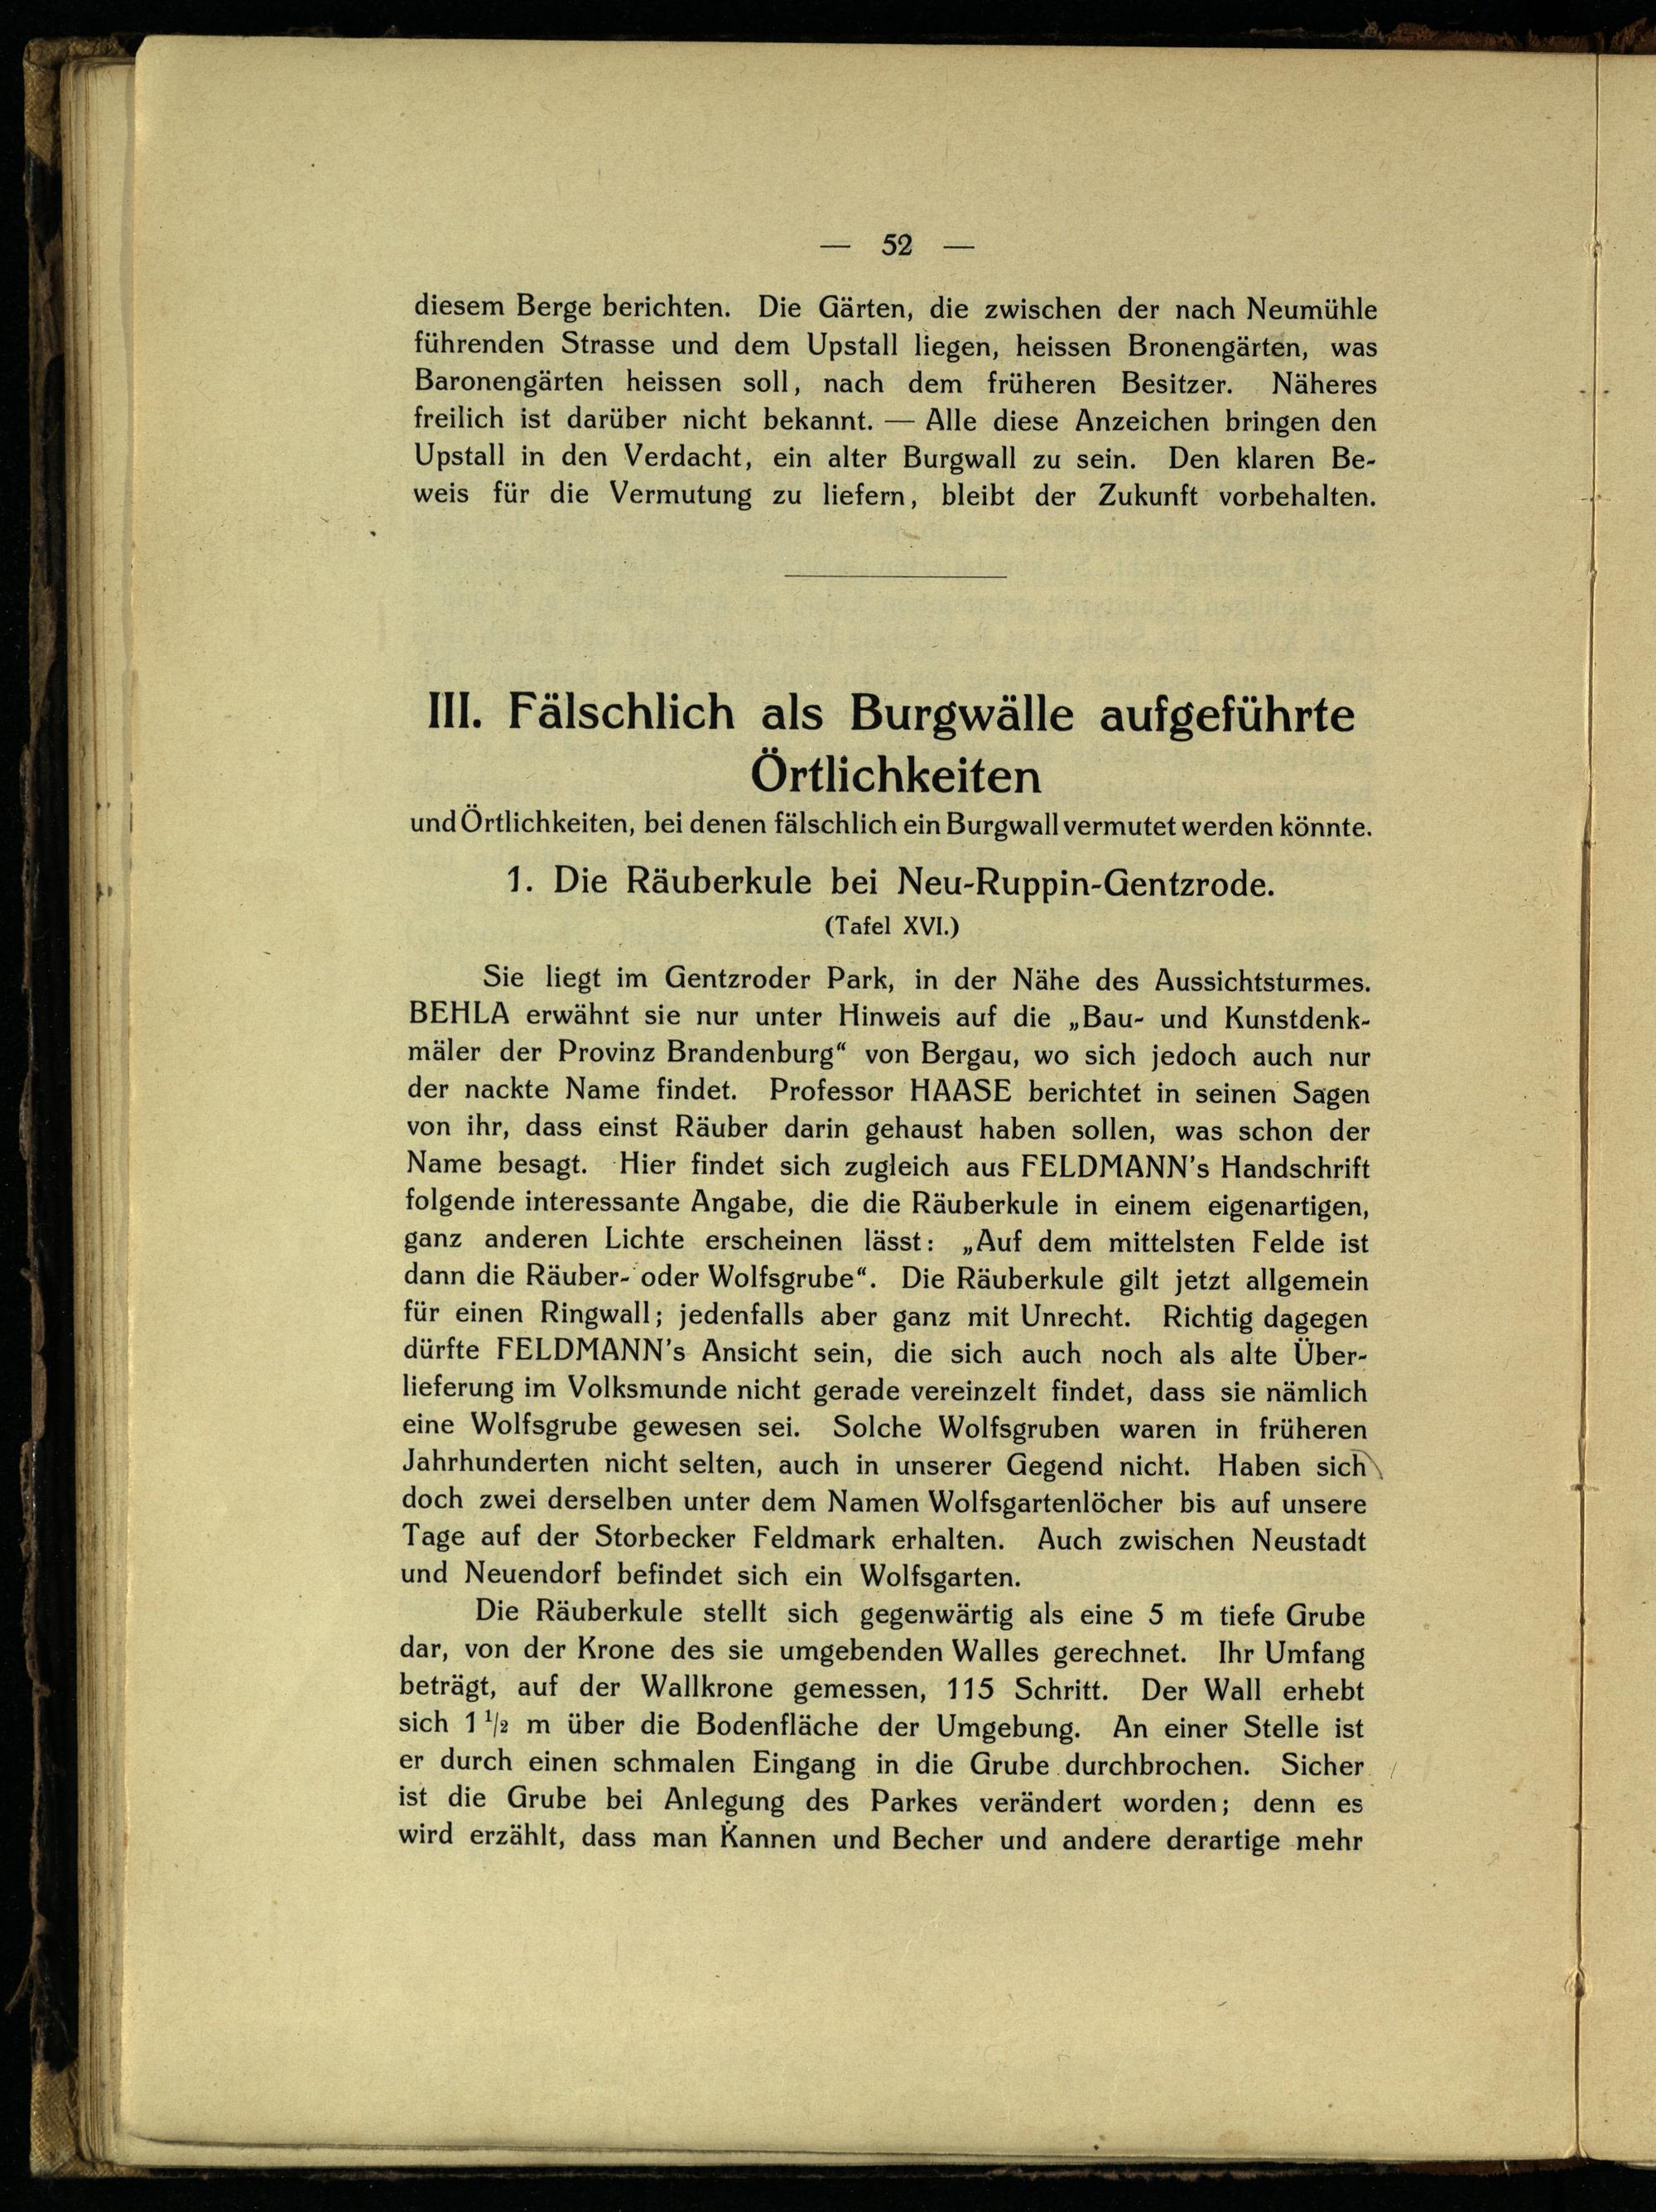 — 52 —
diesem Berge berichten. Die Gärten, die zwischen der nach Neumühle
führenden Strasse und dem Upstall liegen, heissen Bronengärten, was
Baronengärten heissen soll, nach dem früheren Besitzer. Näheres
freilich ist darüber nicht bekannt. — Alle diese Anzeichen bringen den
Upstall in den Verdacht, ein alter Burgwall zu sein. Den klaren Be-
weis für die Vermutung zu liefern, bleibt der Zukunft vorbehalten.
III. Fälschlich als Burgwälle aufgeführte
Örtlichkeiten
und Örtlichkeiten, bei denen fälschlich ein Burgwall vermutet werden könnte.
1. Die Räuberkule bei Neu-Ruppin-Gentzrode.
(Tafel XVI.)
Sie liegt im Gentzroder Park, in der Nähe des Aussichtsturmes.
BEHLA erwähnt sie nur unter Hinweis auf die „Bau- und Kunstdenk-
mäler der Provinz Brandenburg“ von Bergau, wo sich jedoch auch nur
der nackte Name findet. Professor HAASE berichtet in seinen Sagen
von ihr, dass einst Räuber darin gehaust haben sollen, was schon der
Name besagt. Hier findet sich zugleich aus FELDMANN's Handschrift
folgende interessante Angabe, die die Räuberkule in einem eigenartigen,
ganz anderen Lichte erscheinen lässt: „Auf dem mittelsten Felde ist
dann die Räuber- oder Wolfsgrube“. Die Räuberkule gilt jetzt allgemein
für einen Ringwall; jedenfalls aber ganz mit Unrecht. Richtig dagegen
dürfte FELDMANN's Ansicht sein, die sich auch noch als alte Über-
lieferung im Volksmunde nicht gerade vereinzelt findet, dass sie nämlich
eine Wolfsgrube gewesen sei. Solche Wolfsgruben waren in früheren
Jahrhunderten nicht selten, auch in unserer Gegend nicht. Haben sich
doch zwei derselben unter dem Namen Wolfsgartenlöcher bis auf unsere
Tage auf der Storbecker Feldmark erhalten. Auch zwischen Neustadt
und Neuendorf befindet sich ein Wolfsgarten.
Die Räuberkule stellt sich gegenwärtig als eine 5 m tiefe Grube
dar, von der Krone des sie umgebenden Walles gerechnet. Ihr Umfang
beträgt, auf der Wallkrone gemessen, 115 Schritt. Der Wall erhebt
sich 1 1/2 m über die Bodenfläche der Umgebung. An einer Stelle ist
er durch einen schmalen Eingang in die Grube durchbrochen. Sicher
ist die Grube bei Anlegung des Parkes verändert worden; denn es
wird erzählt, dass man Kannen und Becher und andere derartige mehr